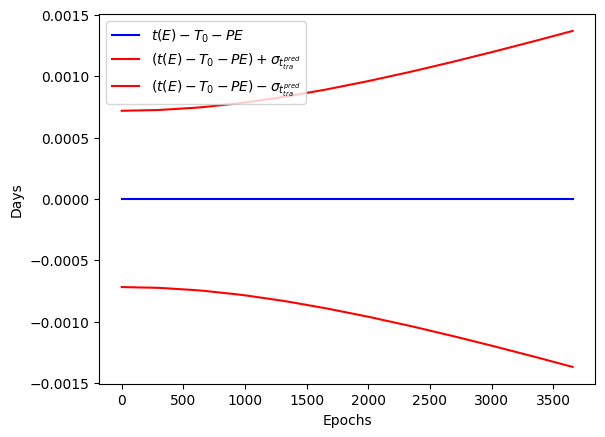 t(E) − T₀ − PE
(t(E) − T₀ − PE) + σ_{t_{tra}^{pred}}
(t(E) − T₀ − PE) − σ_{t_{tra}^{pred}}
0.0015
0.0010
0.0005
0.0000
−0.0005
−0.0010
−0.0015
Days
0 500 1000 1500 2000 2500 3000 3500
Epochs